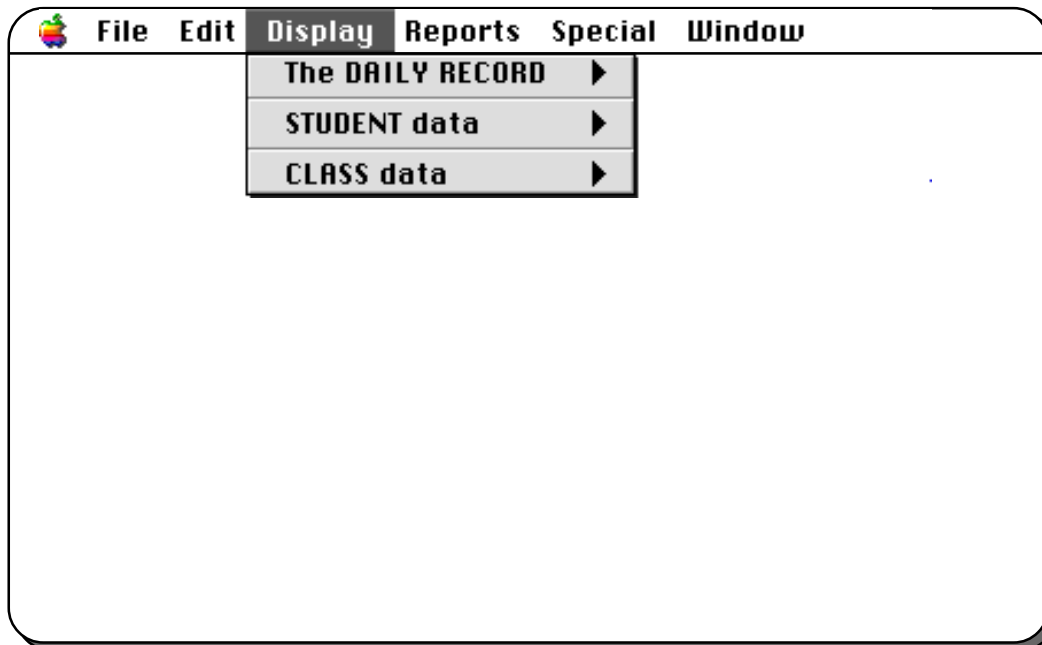 File Edit Display Reports Special Window
The DAILY RECORD
STUDENT data
CLASS data